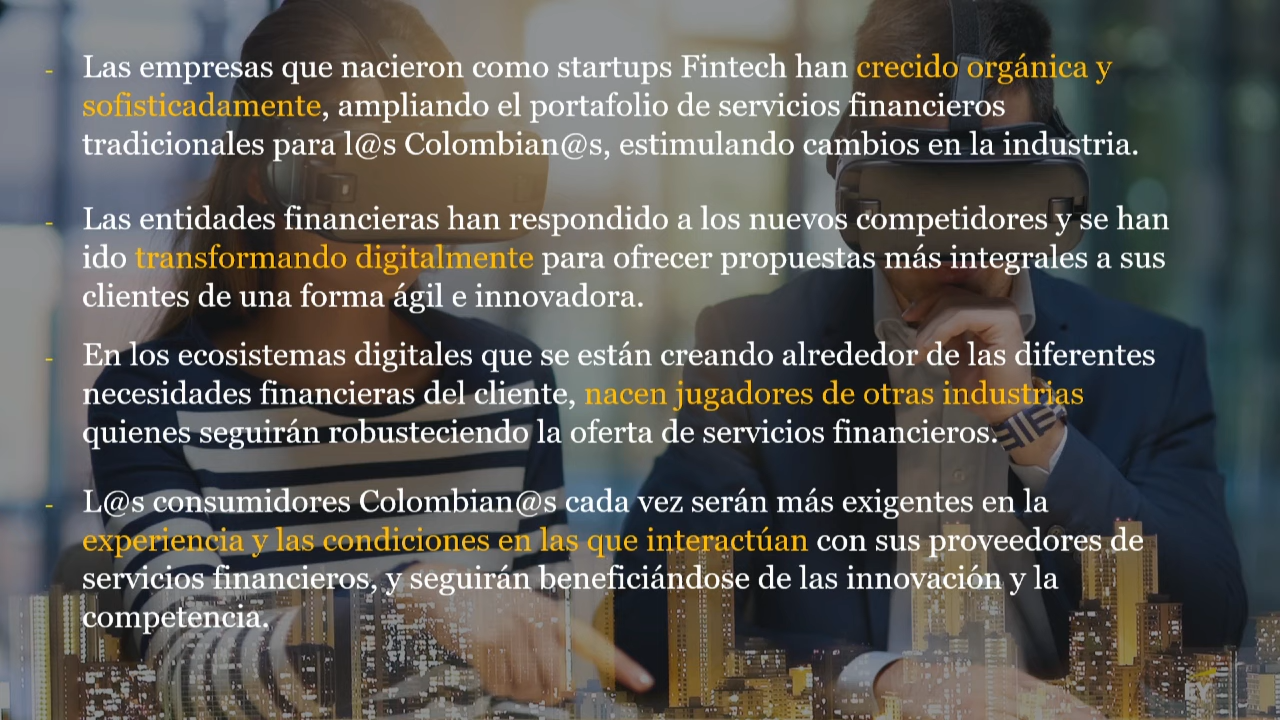 - Las empresas que nacieron como startups Fintech han crecido orgánica y
sofisticadamente, ampliando el portafolio de servicios financieros
tradicionales para l@s Colombian@s, estimulando cambios en la industria.
- Las entidades financieras han respondido a los nuevos competidores y se han
ido transformando digitalmente para ofrecer propuestas más integrales a sus
clientes de una forma ágil e innovadora.
- En los ecosistemas digitales que se están creando alrededor de las diferentes
necesidades financieras del cliente, nacen jugadores de otras industrias
quienes seguirán robusteciendo la oferta de servicios financieros.
- L@s consumidores Colombian@s cada vez serán más exigentes en la
experiencia y las condiciones en las que interactúan con sus proveedores de
servicios financieros, y seguirán beneficiándose de las innovación y la
competencia.